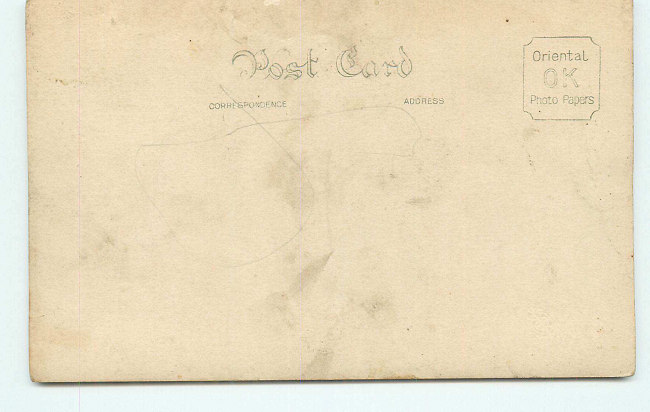 Post Card
CORRESPONDENCE
ADDRESS
Oriental
OK
Photo Papers